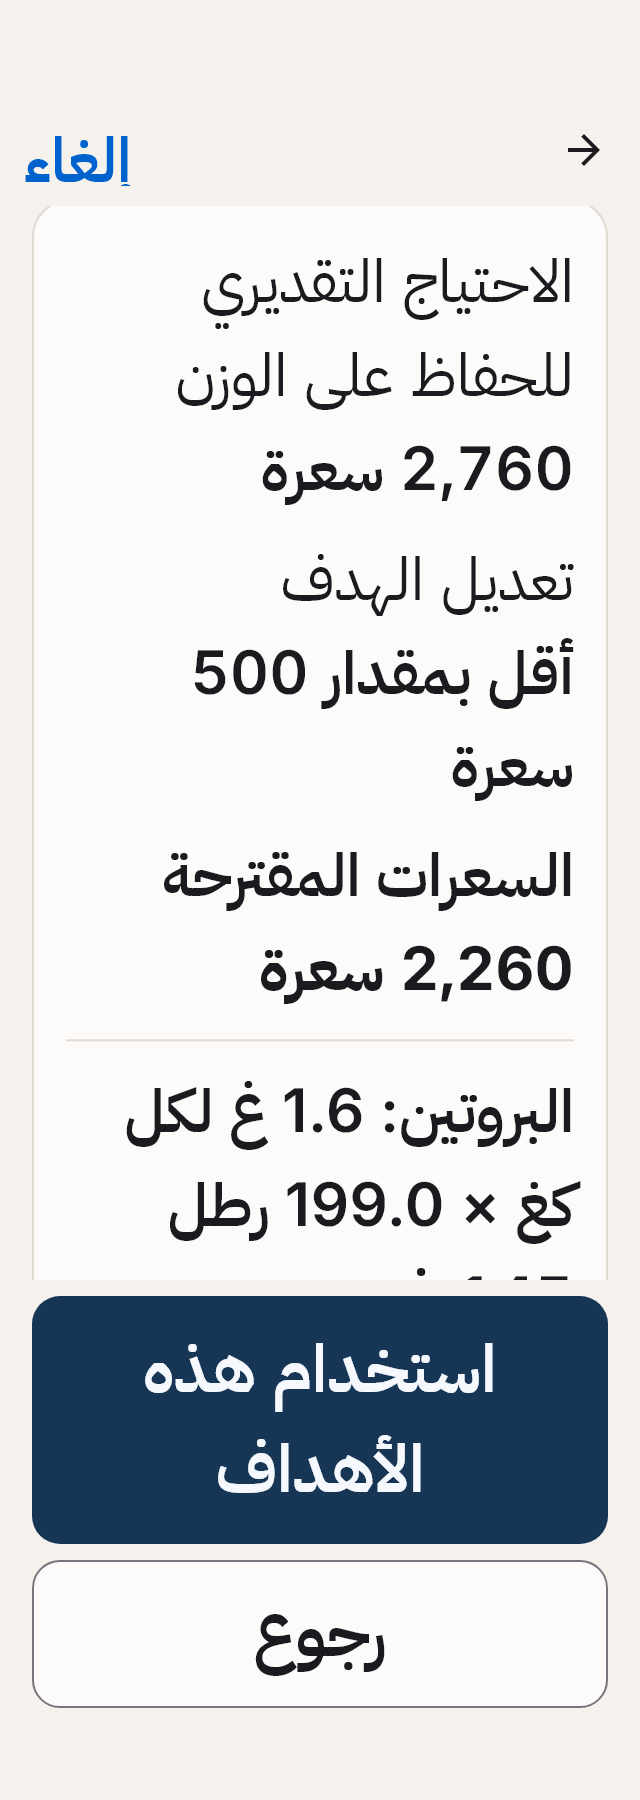 إلغاء
الاحتياج التقديري
للحفاظ على الوزن
2,760 سعرة
تعديل الهدف
أقل بمقدار 500
سعرة
السعرات المقترحة
2,260 سعرة
البروتين: 1.6 غ لكل
كغ × 199.0 رطل
استخدام هذه
الأهداف
رجوع